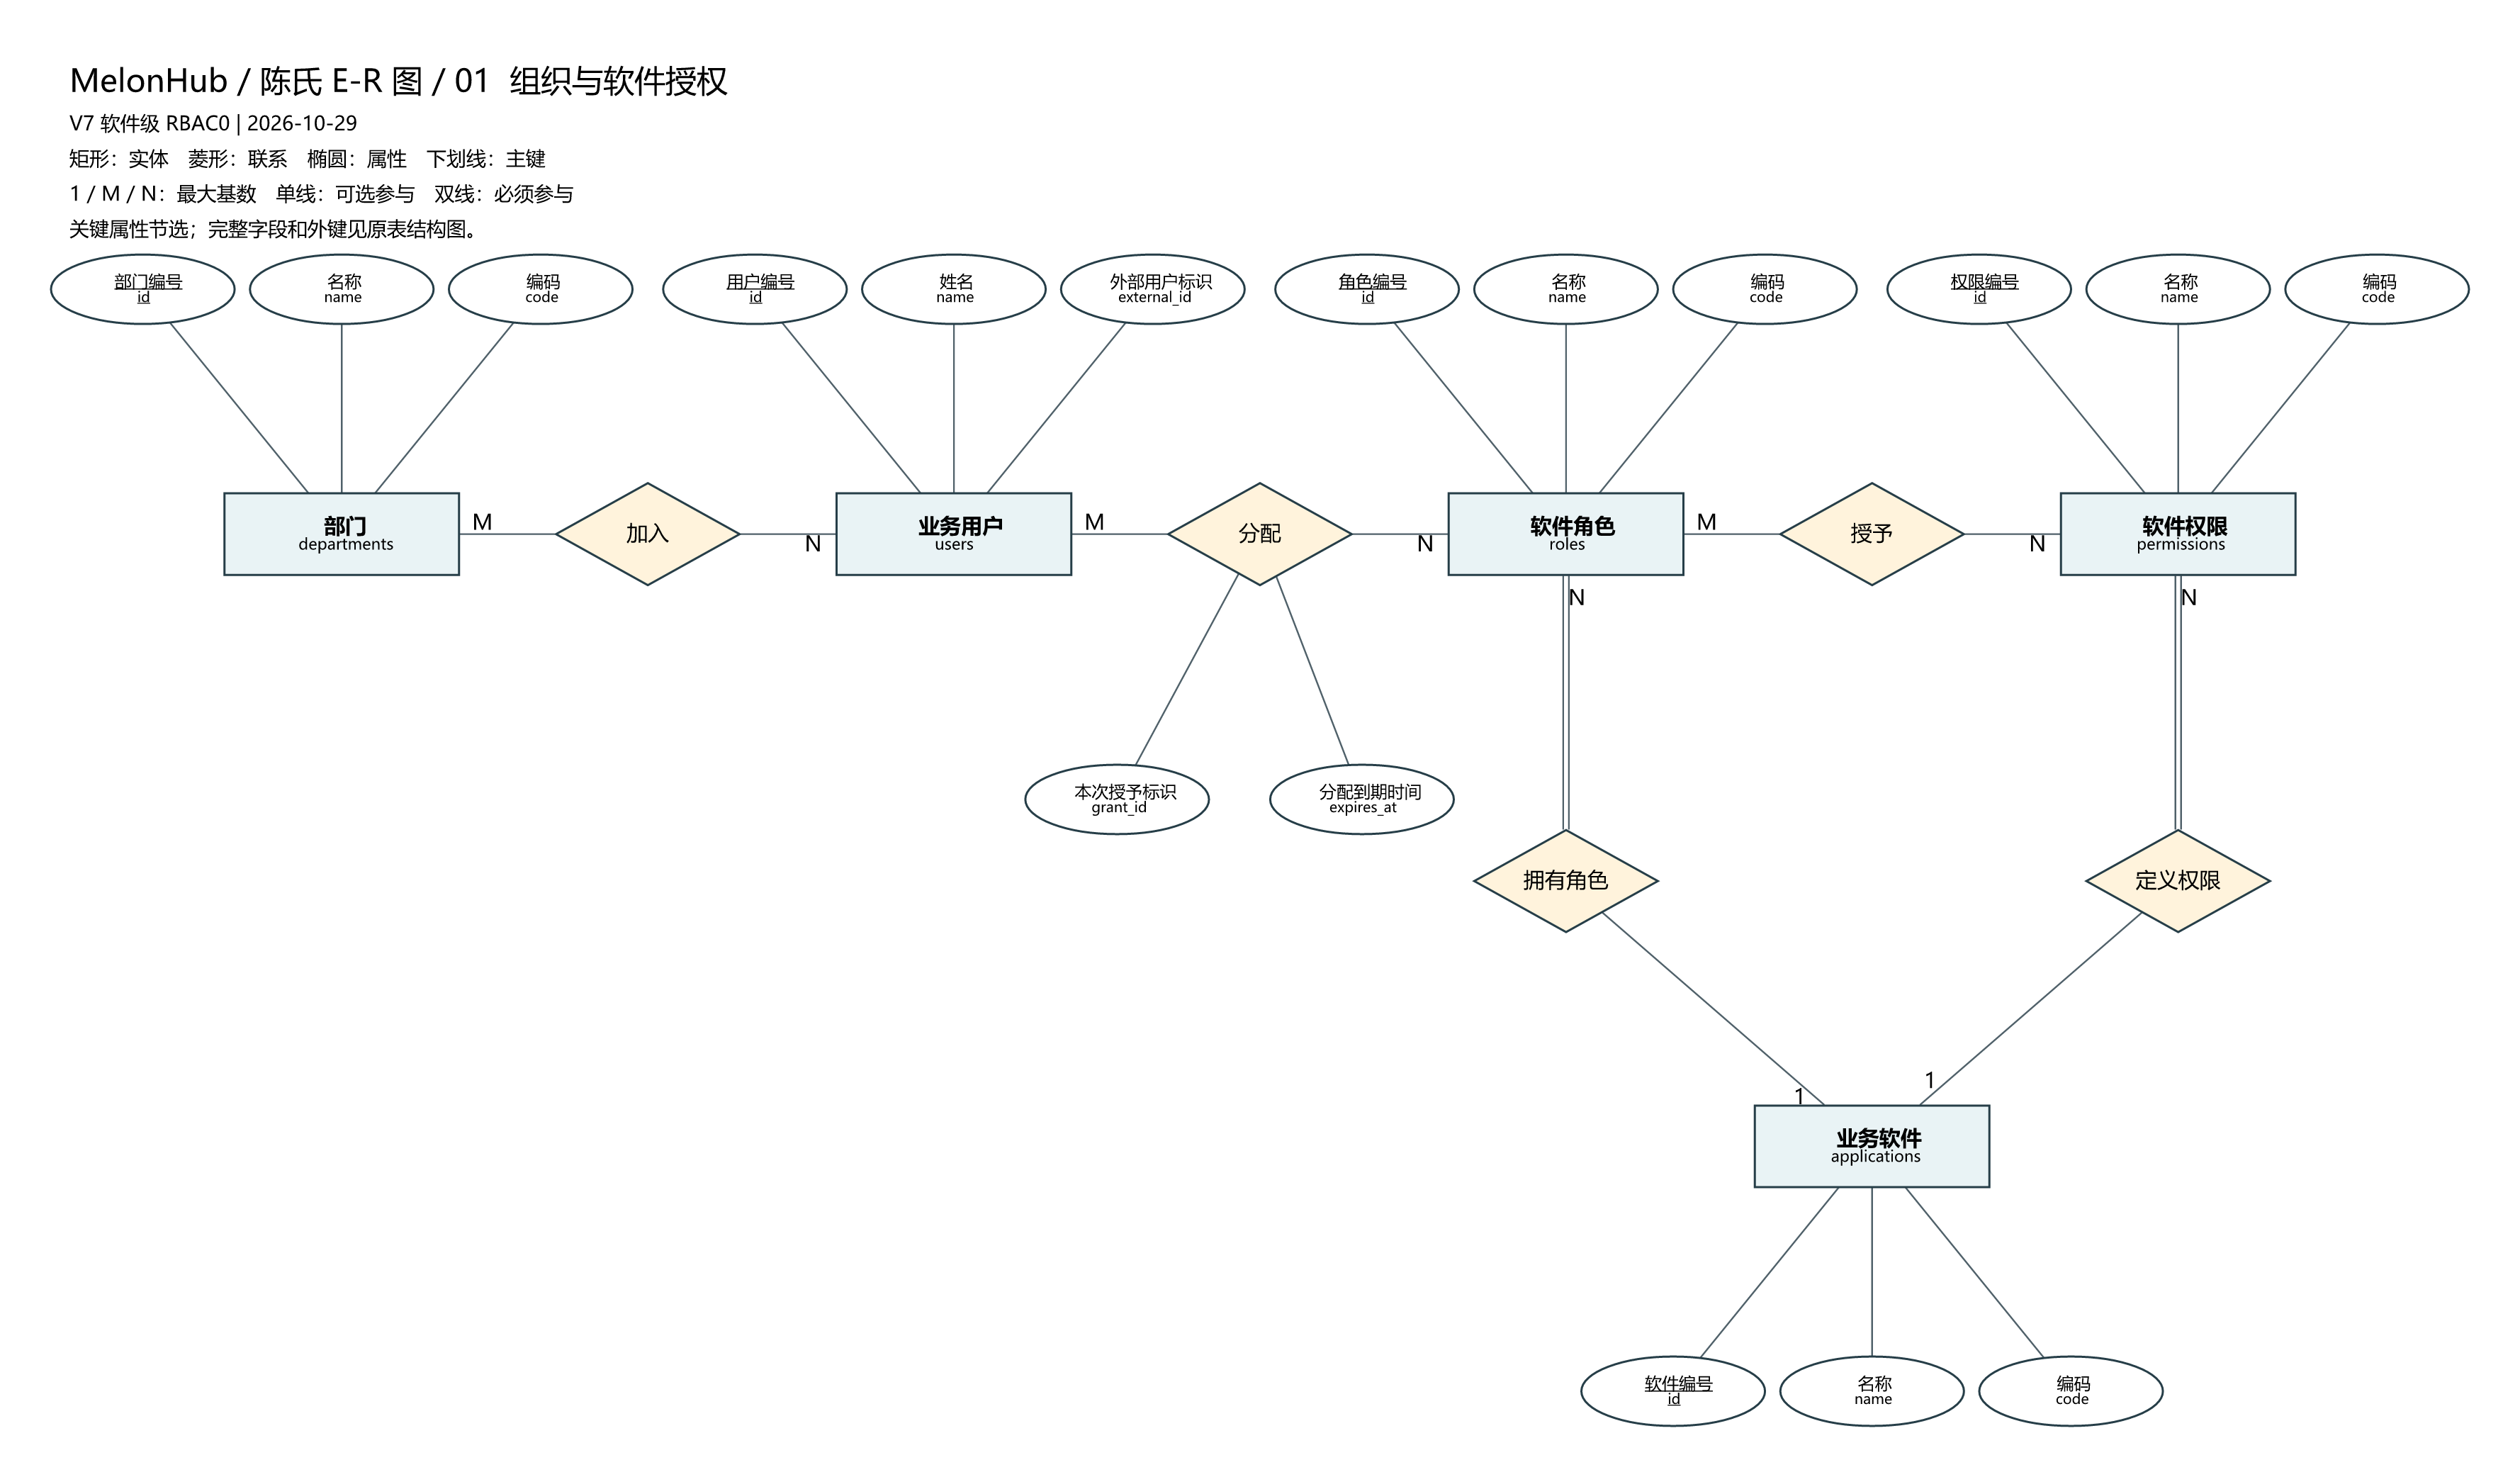 MelonHub / 陈氏 E-R 图 / 01  组织与软件授权
V7 软件级 RBAC0 | 2026-10-29
矩形：实体　菱形：联系　椭圆：属性　下划线：主键
1 / M / N：最大基数　单线：可选参与　双线：必须参与
关键属性节选；完整字段和外键见原表结构图。
部门编号
id
名称
name
编码
code
用户编号
id
姓名
name
外部用户标识
external_id
角色编号
id
名称
name
编码
code
权限编号
id
名称
name
编码
code
部门
departments
M
加入
N
业务用户
users
M
分配
N
软件角色
roles
M
授予
N
软件权限
permissions
N
N
本次授予标识
grant_id
分配到期时间
expires_at
拥有角色
定义权限
1
1
业务软件
applications
软件编号
id
名称
name
编码
code